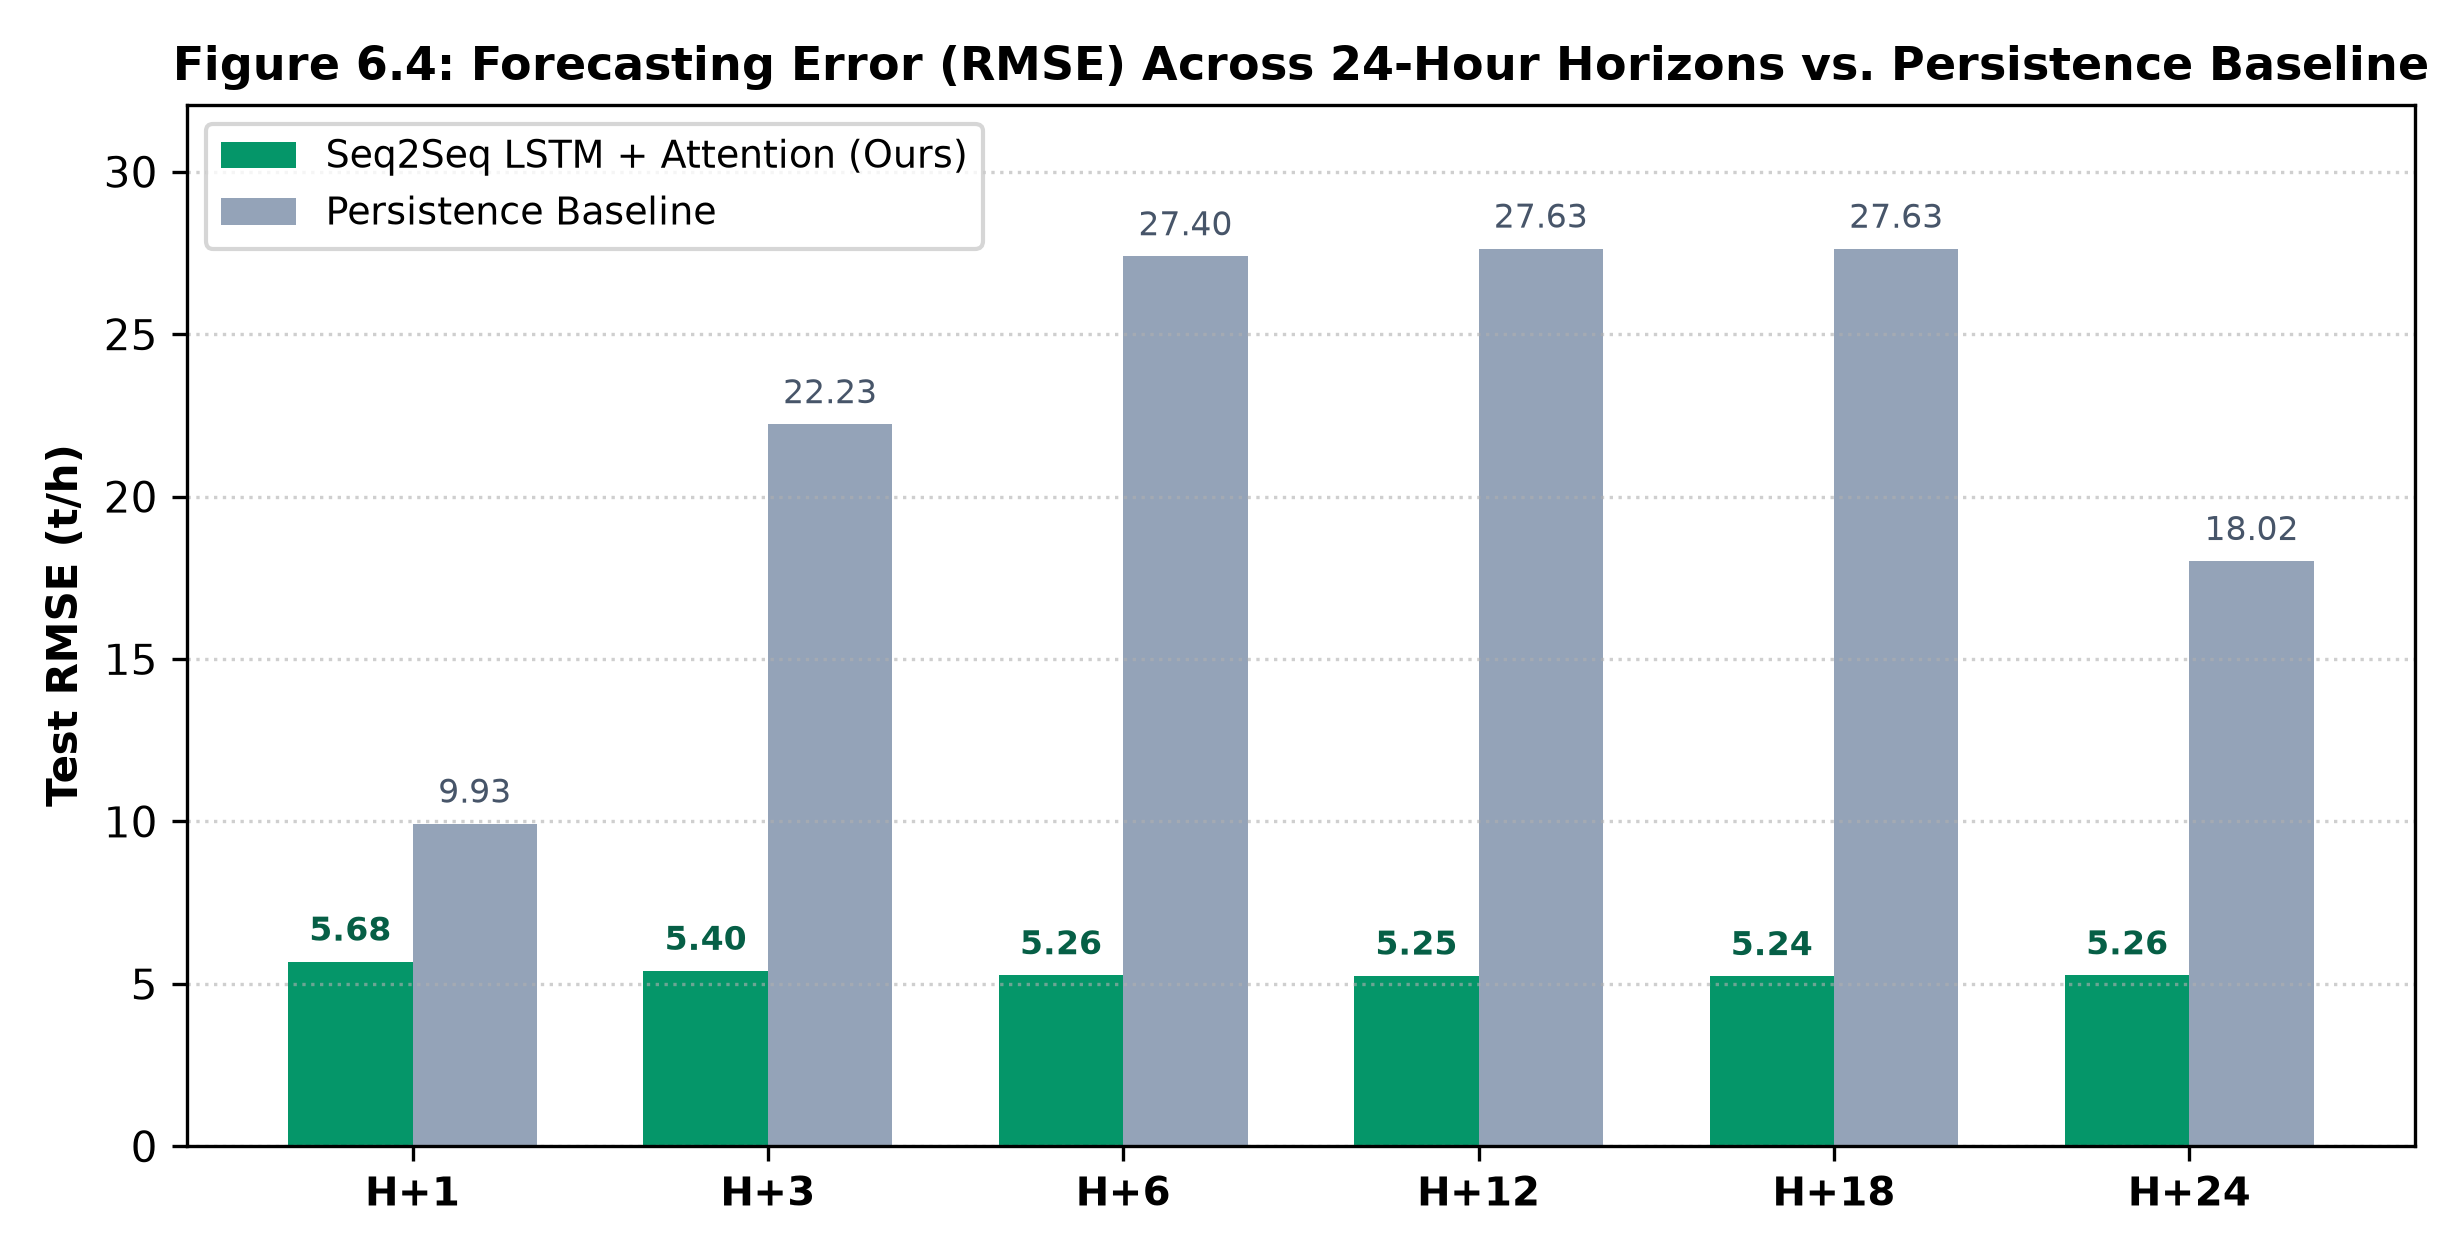 Figure 6.4: Forecasting Error (RMSE) Across 24-Hour Horizons vs. Persistence Baseline
Seq2Seq LSTM + Attention (Ours)
Persistence Baseline
Test RMSE (t/h)
30
25
20
15
10
5
0
5.68
9.93
5.40
22.23
5.26
27.40
5.25
27.63
5.24
27.63
5.26
18.02
H+1
H+3
H+6
H+12
H+18
H+24